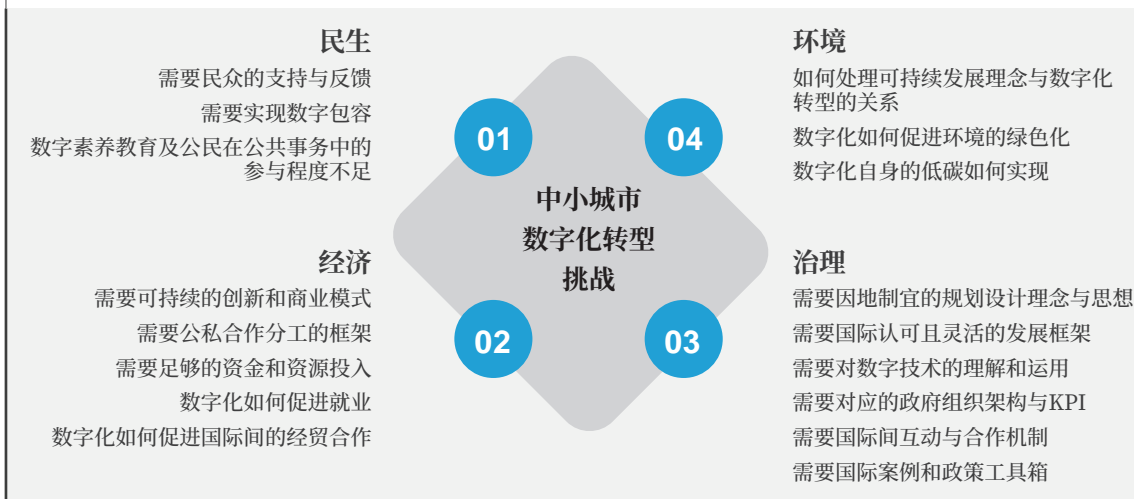 民生
需要民众的支持与反馈
需要实现数字包容
数字素养教育及公民在公共事务中的
参与程度不足
01
经济
需要可持续的创新和商业模式
需要公私合作分工的框架
需要足够的资金和资源投入
数字化如何促进就业
数字化如何促进国际间的经贸合作
02
中小城市
数字化转型
挑战
04
环境
如何处理可持续发展理念与数字化
转型的关系
数字化如何促进环境的绿色化
数字化自身的低碳如何实现
03
治理
需要因地制宜的规划设计理念与思想
需要国际认可且灵活的发展框架
需要对数字技术的理解和运用
需要对应的政府组织架构与KPI
需要国际间互动与合作机制
需要国际案例和政策工具箱